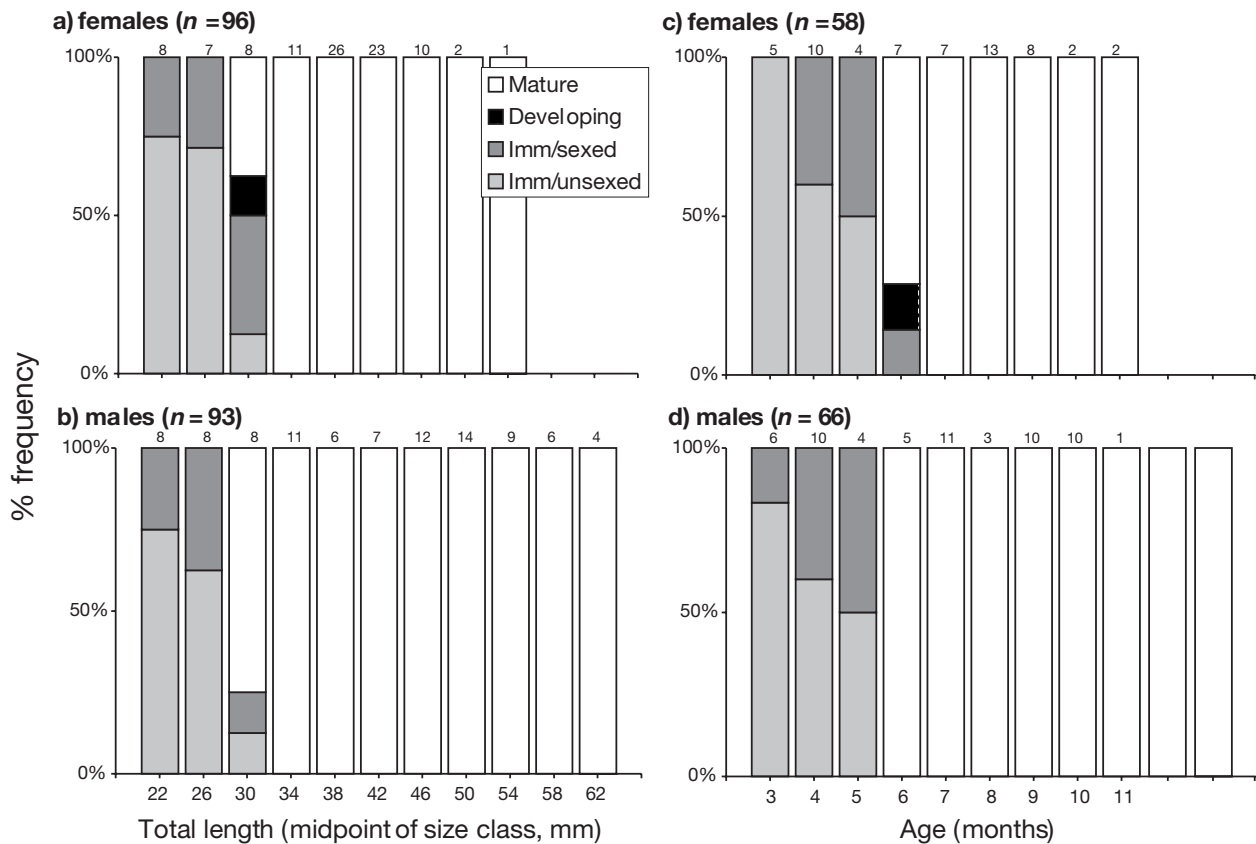 a) females (n =96)
8 7 8 11 26 23 10 2 1
100%
50%
0%
Mature
Developing
Imm/sexed
Imm/unsexed
c) females (n =58)
5 10 4 7 7 13 8 2 2
100%
50%
0%
% frequency
b) males (n = 93)
8 8 8 11 6 7 12 14 9 6 4
100%
50%
0%
22 26 30 34 38 42 46 50 54 58 62
Total length (midpoint of size class, mm)
d) males (n = 66)
6 10 4 5 11 3 10 10 1
100%
50%
0%
3 4 5 6 7 8 9 10 11
Age (months)